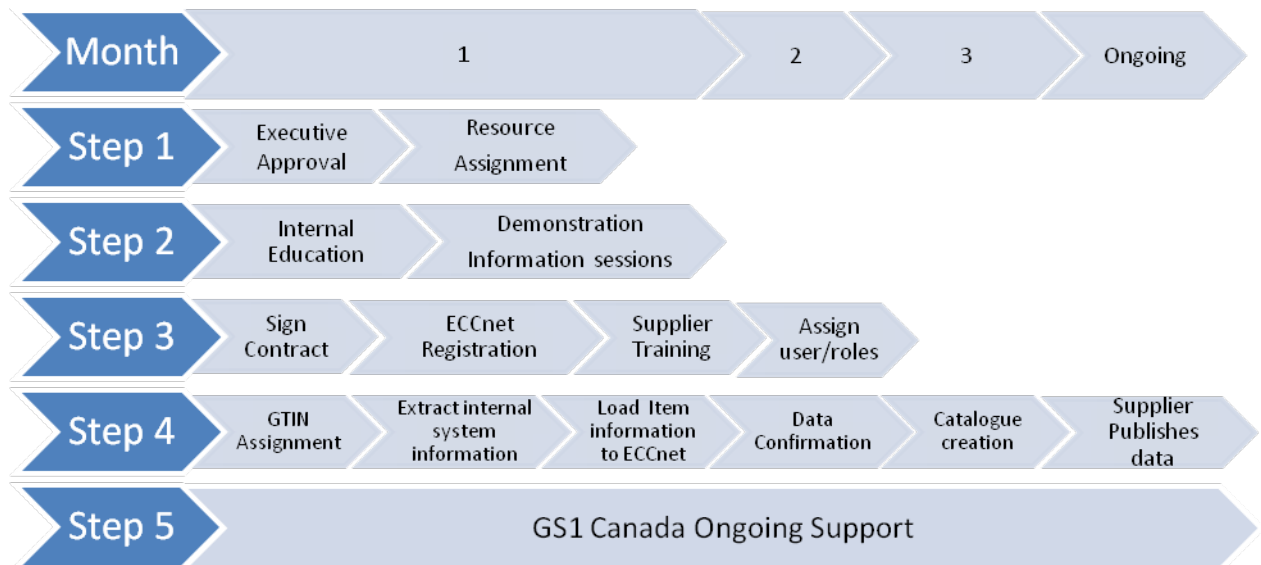 Month
1
2
3
Ongoing
Step 1
Executive
Approval
Resource
Assignment
Step 2
Internal
Education
Demonstration
Information sessions
Step 3
Sign
Contract
ECCnet
Registration
Supplier
Training
Assign
user/roles
Step 4
GTIN
Assignment
Extract internal
system
information
Load Item
information
to ECCnet
Data
Confirmation
Catalogue
creation
Supplier
Publishes
data
Step 5
GS1 Canada Ongoing Support